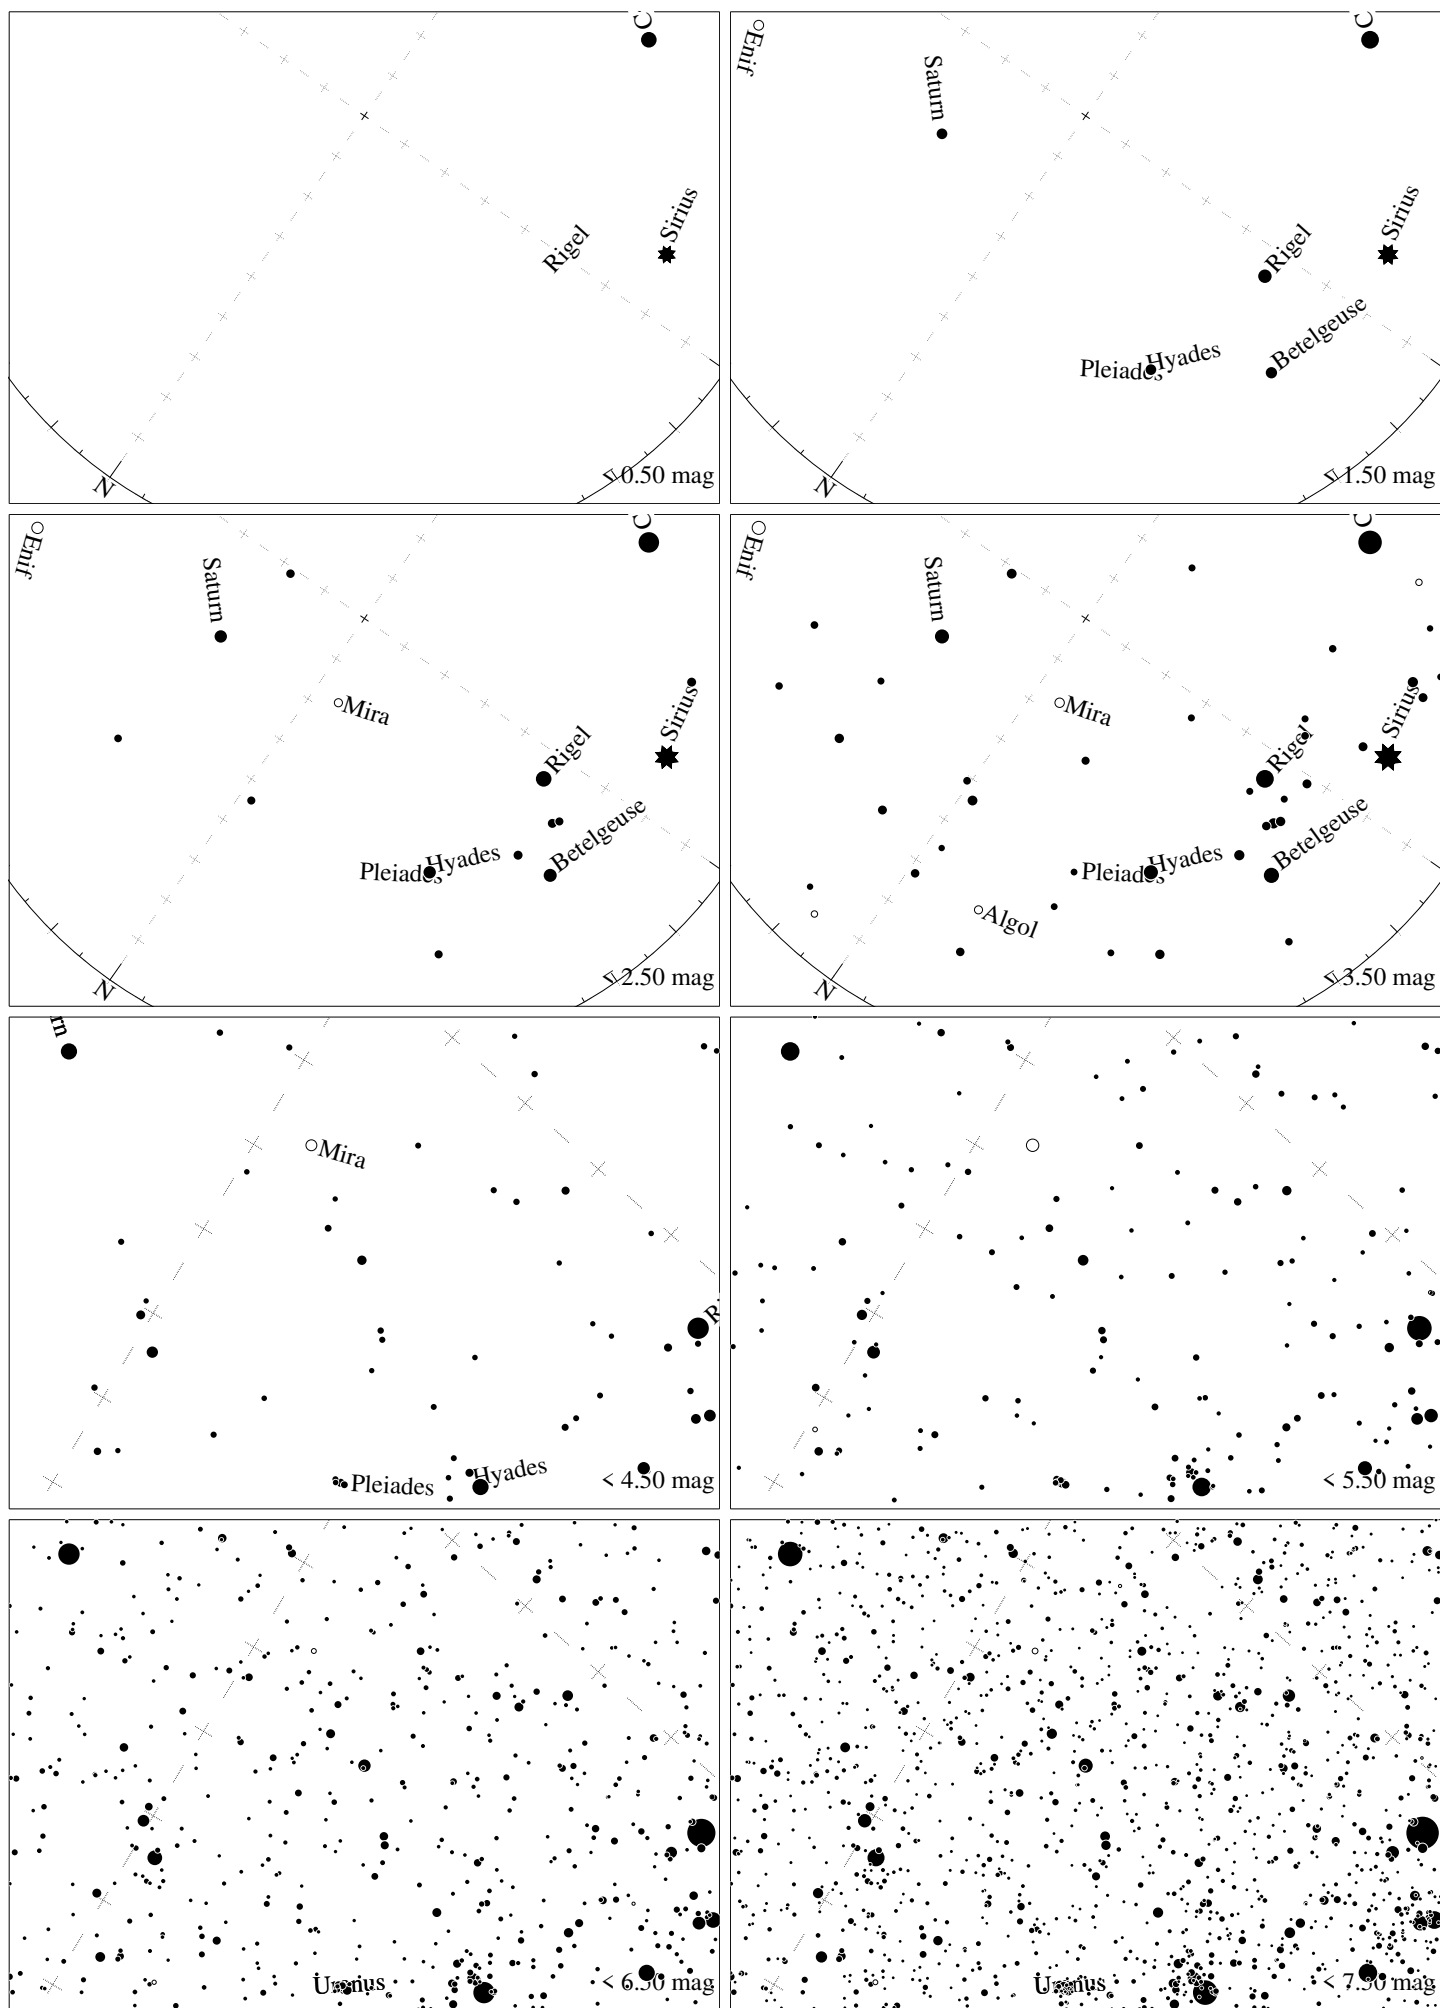 C
Sirius
Rigel
N
< 0.50 mag
Enif
C
Saturn
Sirius
Rigel
Betelgeuse
Hyades
Pleiades
N
< 1.50 mag
Enif
C
Saturn
Mira
Sirius
Rigel
Betelgeuse
Hyades
Pleiades
N
< 2.50 mag
Enif
C
Saturn
Mira
Sirius
Rigel
Betelgeuse
Hyades
Pleiades
Algol
N
< 3.50 mag
rn
Mira
R
Hyades
Pleiades
< 4.50 mag
< 5.50 mag
Uranus
< 6.50 mag
Uranus
< 7.50 mag